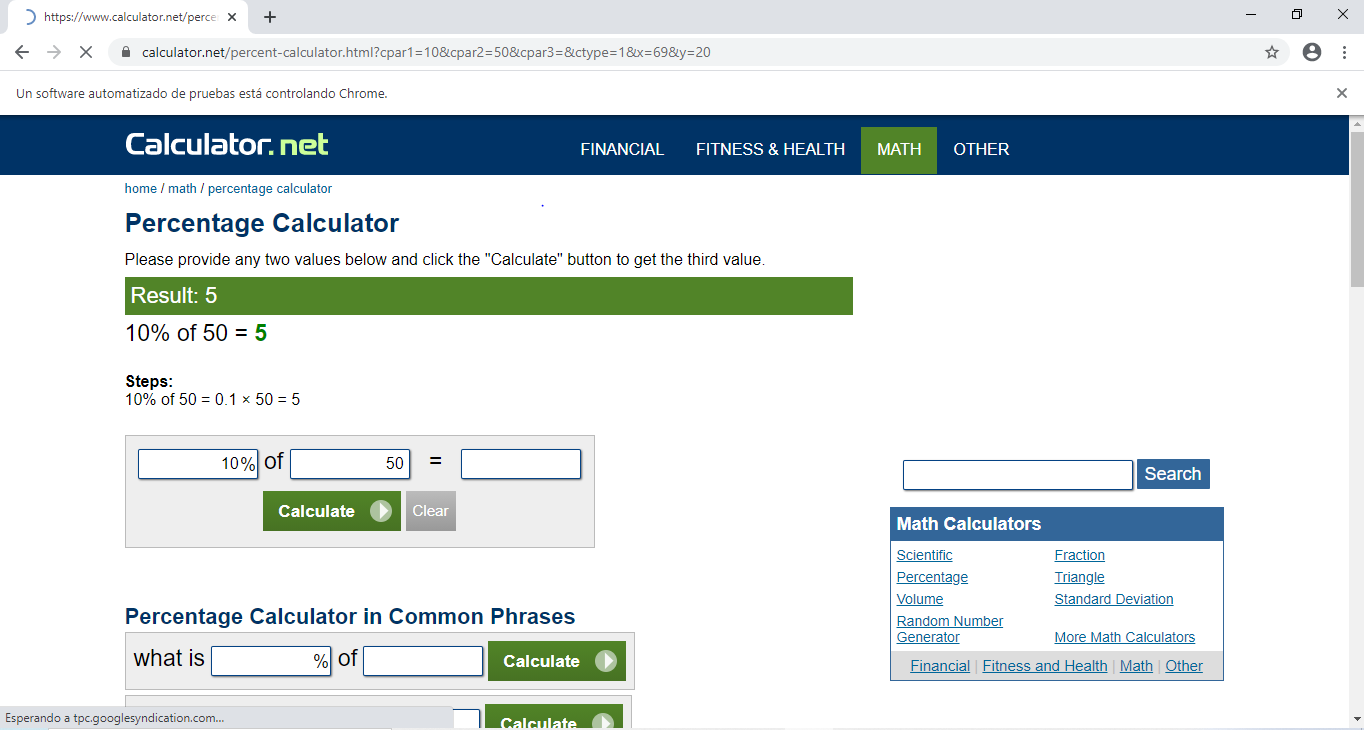 https://www.calculator.net/perce
calculator.net/percent-calculator.html?cpar1=10&cpar2=50&cpar3=&ctype=1&x=69&y=20
Un software automatizado de pruebas está controlando Chrome.
Calculator.net
FINANCIAL FITNESS & HEALTH MATH OTHER
home / math / percentage calculator
Percentage Calculator
Please provide any two values below and click the "Calculate" button to get the third value.
Result: 5
10% of 50 = 5
Steps:
10% of 50 = 0.1 × 50 = 5
10% of 50 =
Calculate Clear
Search
Math Calculators
Scientific Fraction
Percentage Triangle
Volume Standard Deviation
Random Number
Generator More Math Calculators
Financial | Fitness and Health | Math | Other
Percentage Calculator in Common Phrases
what is % of Calculate
Calculate
Esperando a tpc.googlesyndication.com...